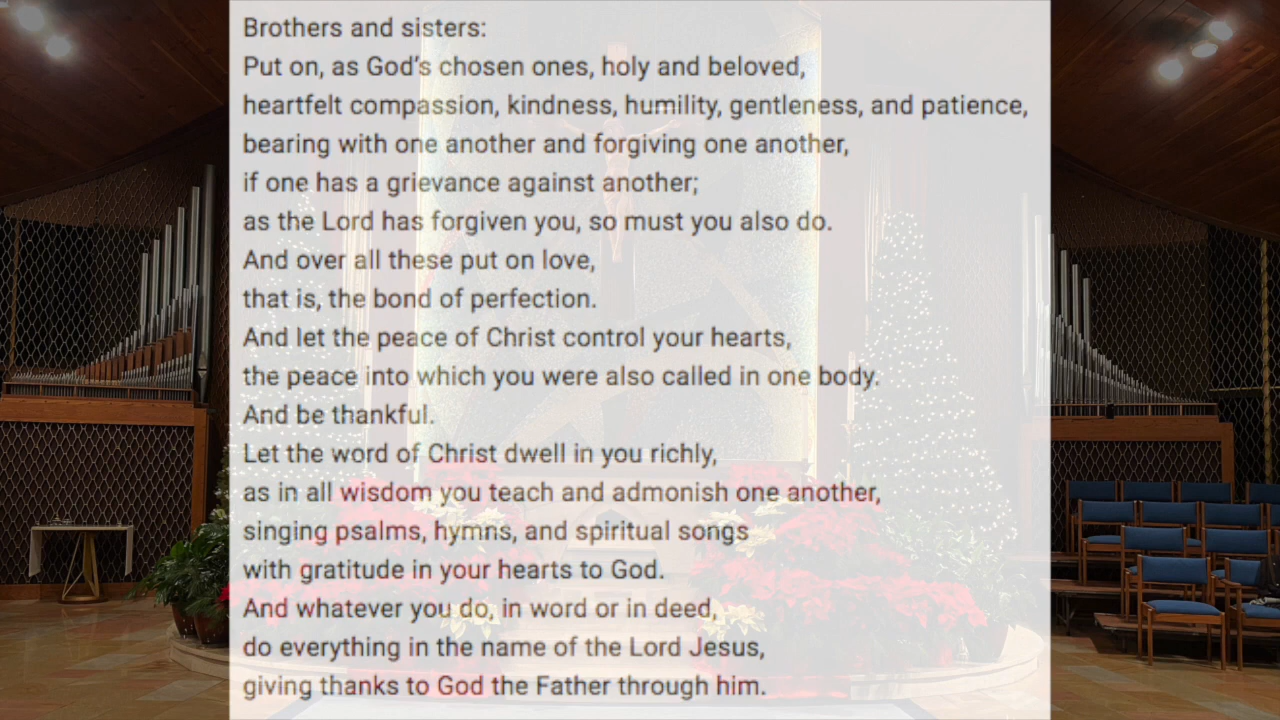 Brothers and sisters:
Put on, as God's chosen ones, holy and beloved,
heartfelt compassion, kindness, humility, gentleness, and patience,
bearing with one another and forgiving one another,
if one has a grievance against another;
as the Lord has forgiven you, so must you also do.
And over all these put on love,
that is, the bond of perfection.
And let the peace of Christ control your hearts,
the peace into which you were also called in one body.
And be thankful.
Let the word of Christ dwell in you richly,
as in all wisdom you teach and admonish one another,
singing psalms, hymns, and spiritual songs
with gratitude in your hearts to God.
And whatever you do, in word or in deed,
do everything in the name of the Lord Jesus,
giving thanks to God the Father through him.